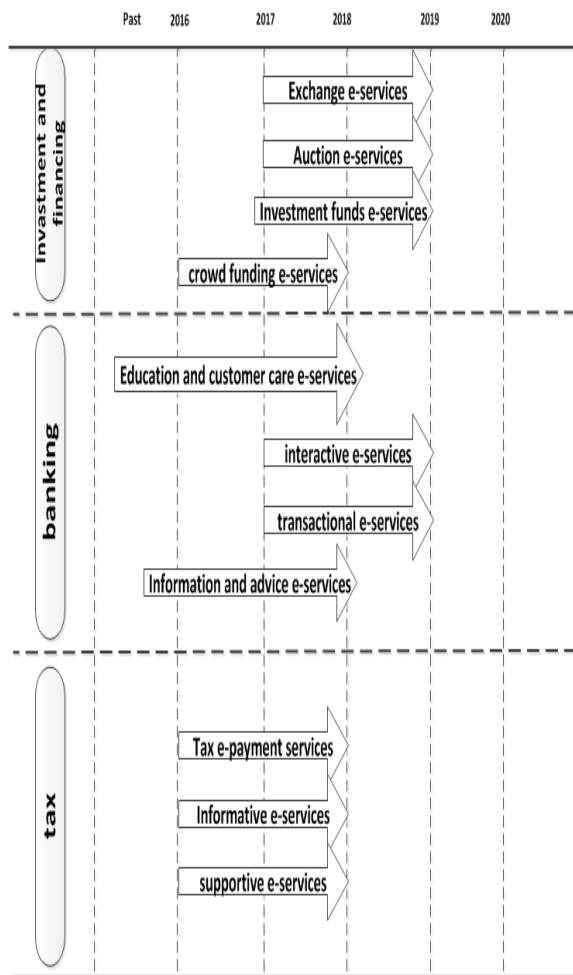 Past 2016 2017 2018 2019 2020
Invastment and
financing
Exchange e-services
Auction e-services
Investment funds e-services
crowd funding e-services
banking
Education and customer care e-services
interactive e-services
transactional e-services
Information and advice e-services
tax
Tax e-payment services
Informative e-services
supportive e-services